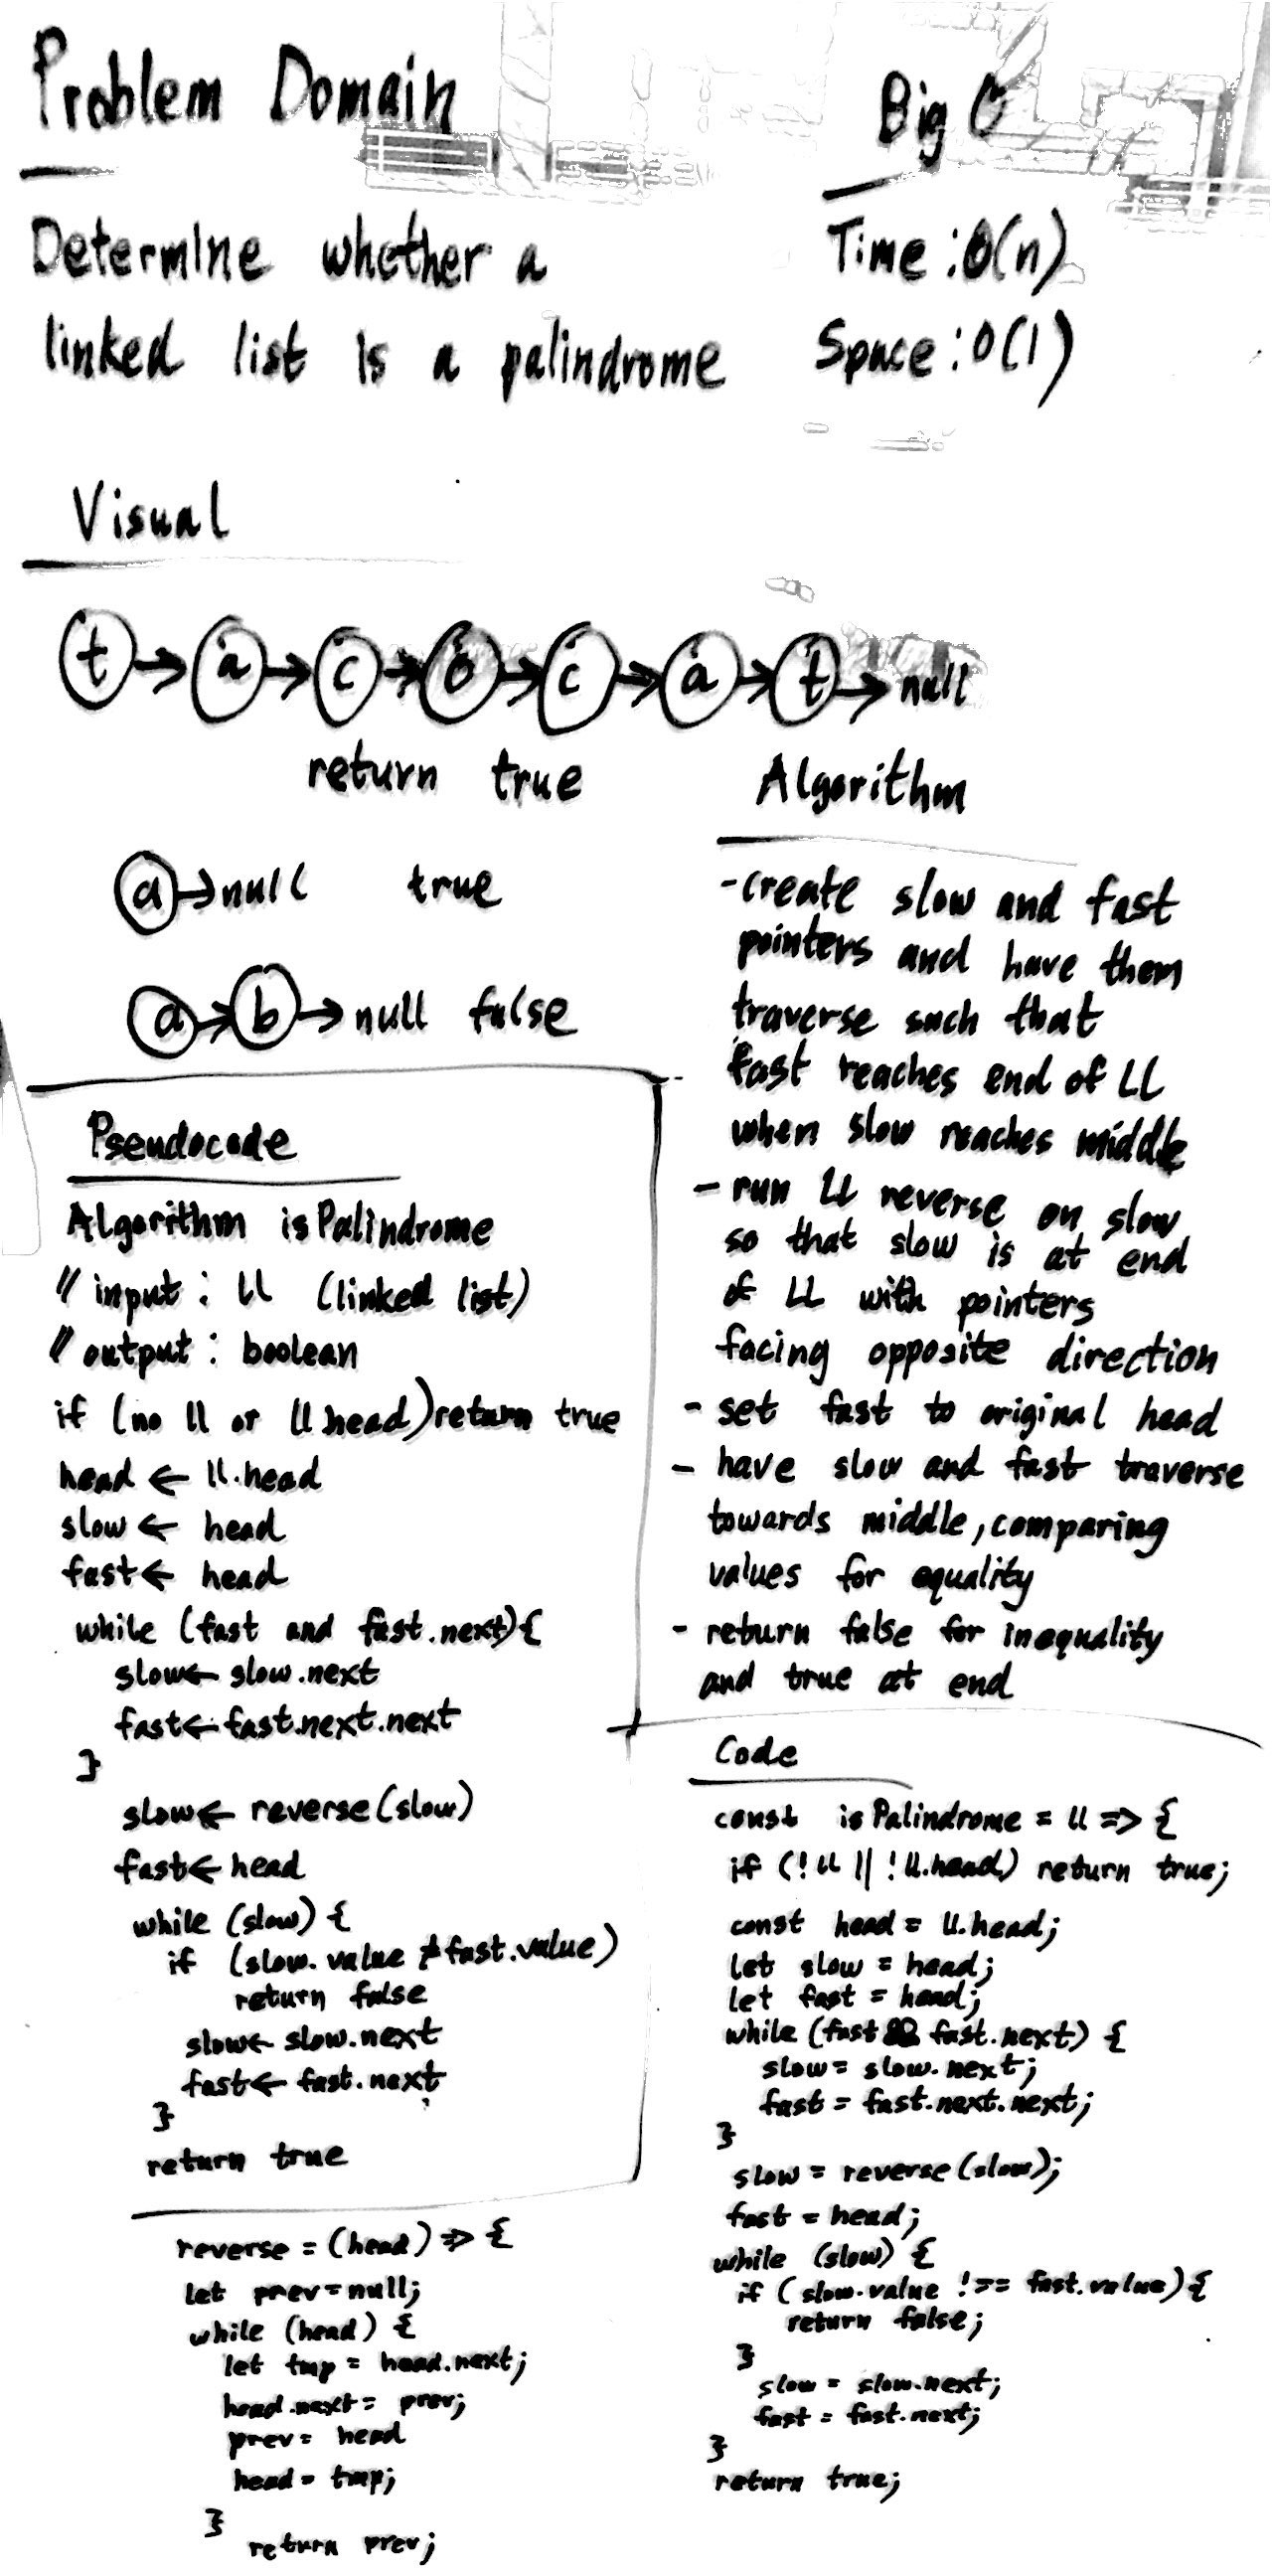 Problem Domain
Determine whether a
linked list is a palindrome
Big O
Time: O(n)
Space: O(1)
Visual
t → a → c → o → c → a → t → null
return true
a → null true
a → b → null false
Algorithm
- create slow and fast
pointers and have them
traverse such that
fast reaches end of LL
when slow reaches middle
- run LL reverse on slow
so that slow is at end
of LL with pointers
facing opposite direction
- set fast to original head
- have slow and fast traverse
towards middle, comparing
values for equality
- return false for inequality
and true at end
Pseudocode
Algorithm isPalindrome
// input: ll (linked list)
// output: boolean
if (no ll or ll head) return true
head ← ll.head
slow ← head
fast ← head
while (fast and fast.next){
slow ← slow.next
fast ← fast.next.next
}
slow ← reverse(slow)
fast ← head
while (slow) {
if (slow.value ≠ fast.value)
return false
slow ← slow.next
fast ← fast.next
}
return true
reverse = (head) => {
let prev = null;
while (head) {
let tmp = head.next;
head.next = prev;
prev = head
head = tmp;
}
return prev;
Code
const isPalindrome = ll => {
if (!ll || !ll.head) return true;
const head = ll.head;
let slow = head;
let fast = head;
while (fast && fast.next) {
slow = slow.next;
fast = fast.next.next;
}
slow = reverse(slow);
fast = head;
while (slow) {
if (slow.value !== fast.value) {
return false;
}
slow = slow.next;
fast = fast.next;
}
return true;